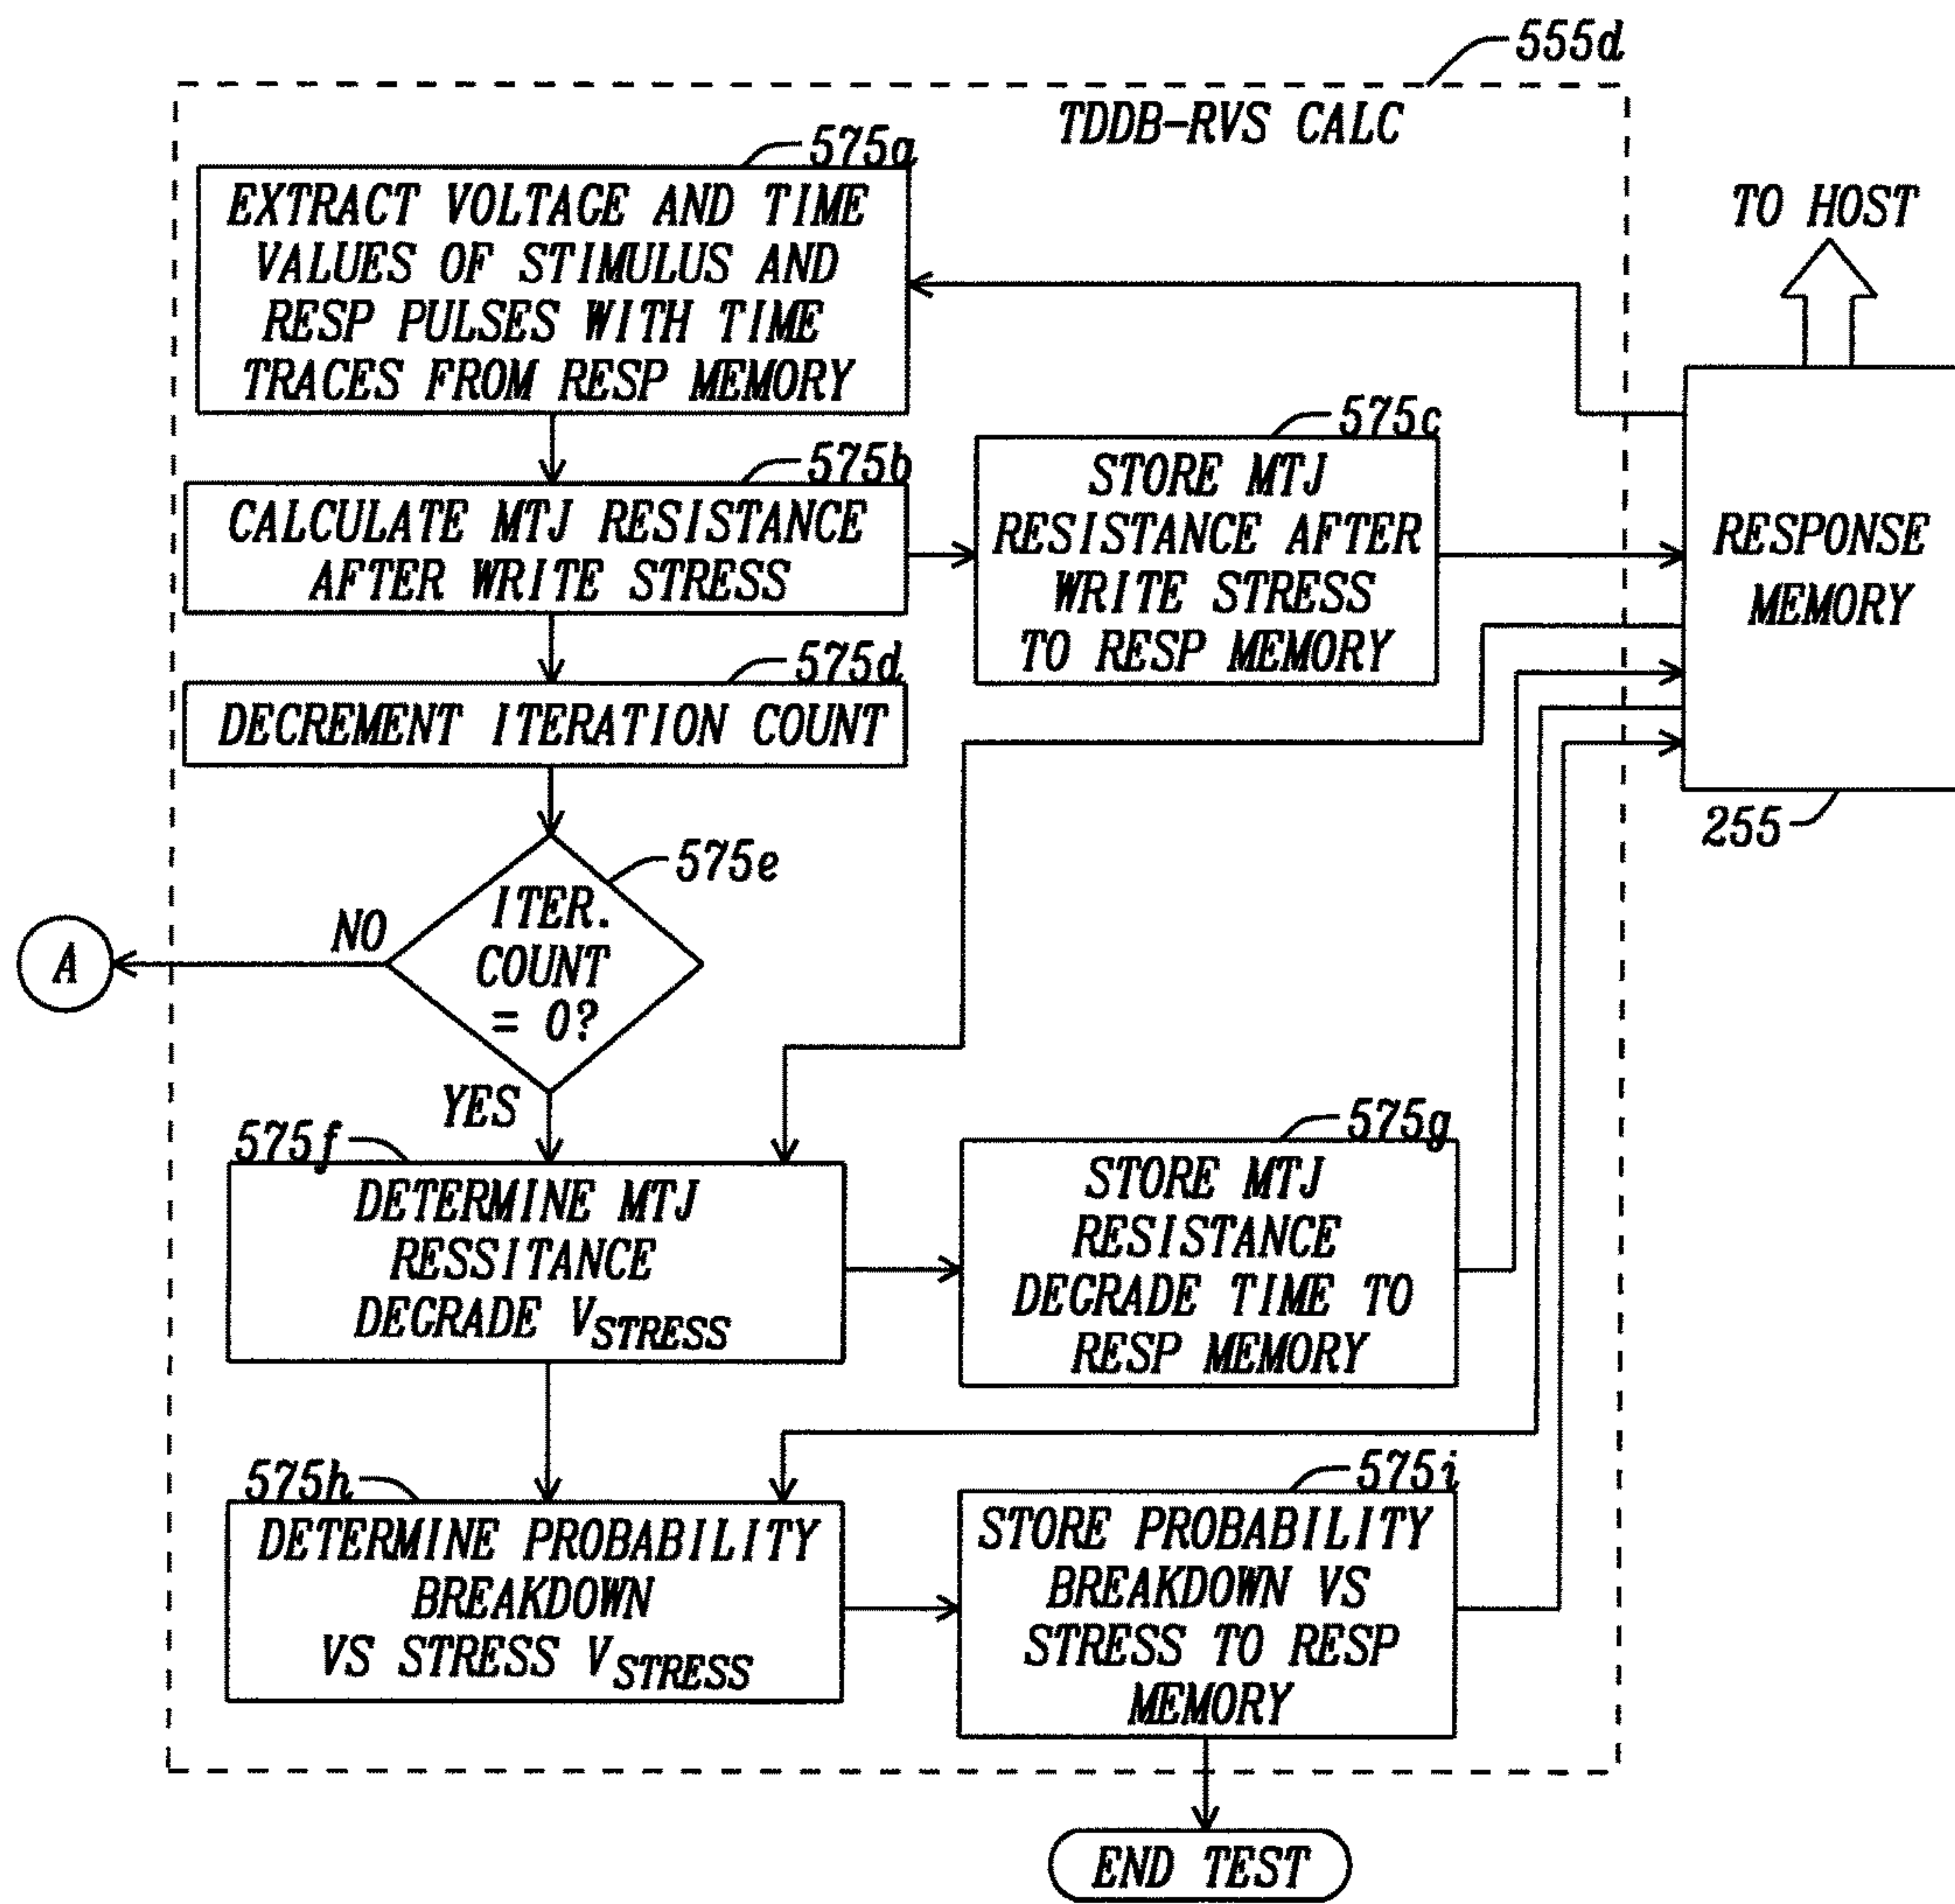 555d
TDDB-RVS CALC
575a
EXTRACT VOLTAGE AND TIME
VALUES OF STIMULUS AND
RESP PULSES WITH TIME
TRACES FROM RESP MEMORY
TO HOST
575b
CALCULATE MTJ RESISTANCE
AFTER WRITE STRESS
575c
STORE MTJ
RESISTANCE AFTER
WRITE STRESS
TO RESP MEMORY
RESPONSE
MEMORY
255
575d
DECREMENT ITERATION COUNT
575e
ITER.
COUNT
= 0?
NO
A
YES
575f
DETERMINE MTJ
RESSITANCE
DEGRADE VSTRESS
575g
STORE MTJ
RESISTANCE
DEGRADE TIME TO
RESP MEMORY
575h
DETERMINE PROBABILITY
BREAKDOWN
VS STRESS VSTRESS
575i
STORE PROBABILITY
BREAKDOWN VS
STRESS TO RESP
MEMORY
END TEST